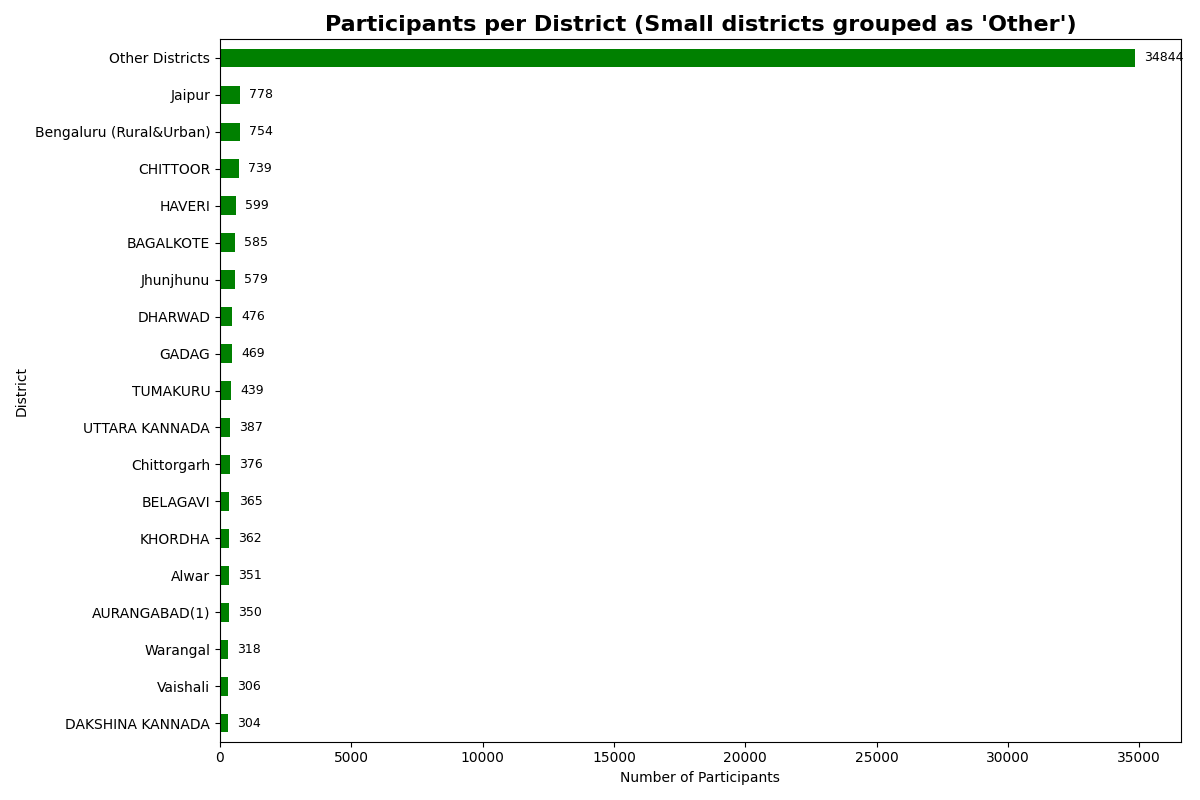 Participants per District (Small districts grouped as 'Other')
Other Districts 34844
Jaipur 778
Bengaluru (Rural&Urban) 754
CHITTOOR 739
HAVERI 599
BAGALKOTE 585
Jhunjhunu 579
DHARWAD 476
GADAG 469
TUMAKURU 439
UTTARA KANNADA 387
Chittorgarh 376
BELAGAVI 365
KHORDHA 362
Alwar 351
AURANGABAD(1) 350
Warangal 318
Vaishali 306
DAKSHINA KANNADA 304
District
0 5000 10000 15000 20000 25000 30000 35000
Number of Participants